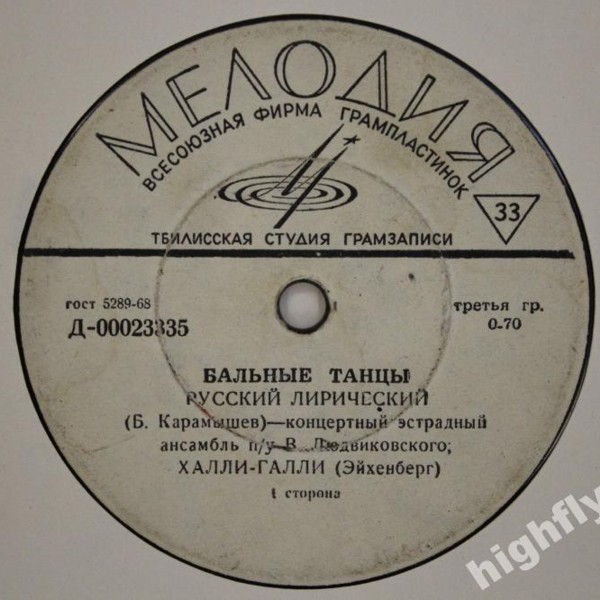 МЕЛОДИЯ
ВСЕСОЮЗНАЯ ФИРМА ГРАМПЛАСТИНОК
33
ТБИЛИССКАЯ СТУДИЯ ГРАМЗАПИСИ
гост 5289-68
третья гр.
Д-00023335
0-70
БАЛЬНЫЕ ТАНЦЫ
РУССКИЙ ЛИРИЧЕСКИЙ
(Б. Карамышев)—концертный эстрадный
ансамбль п/у В. Людвиковского;
ХАЛЛИ-ГАЛЛИ (Эйхенберг)
1 сторона
highfly